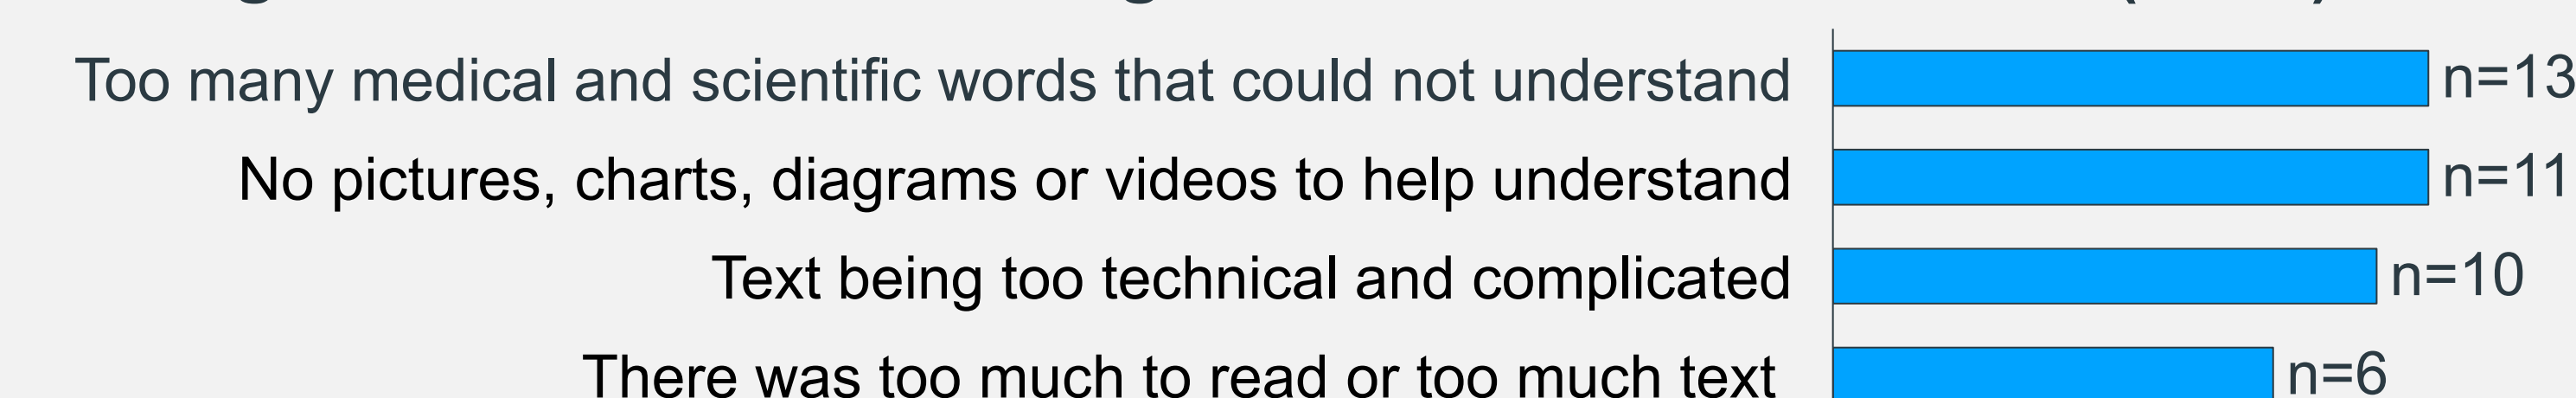 Too many medical and scientific words that could not understand n=13
No pictures, charts, diagrams or videos to help understand n=11
Text being too technical and complicated n=10
There was too much to read or too much text n=6